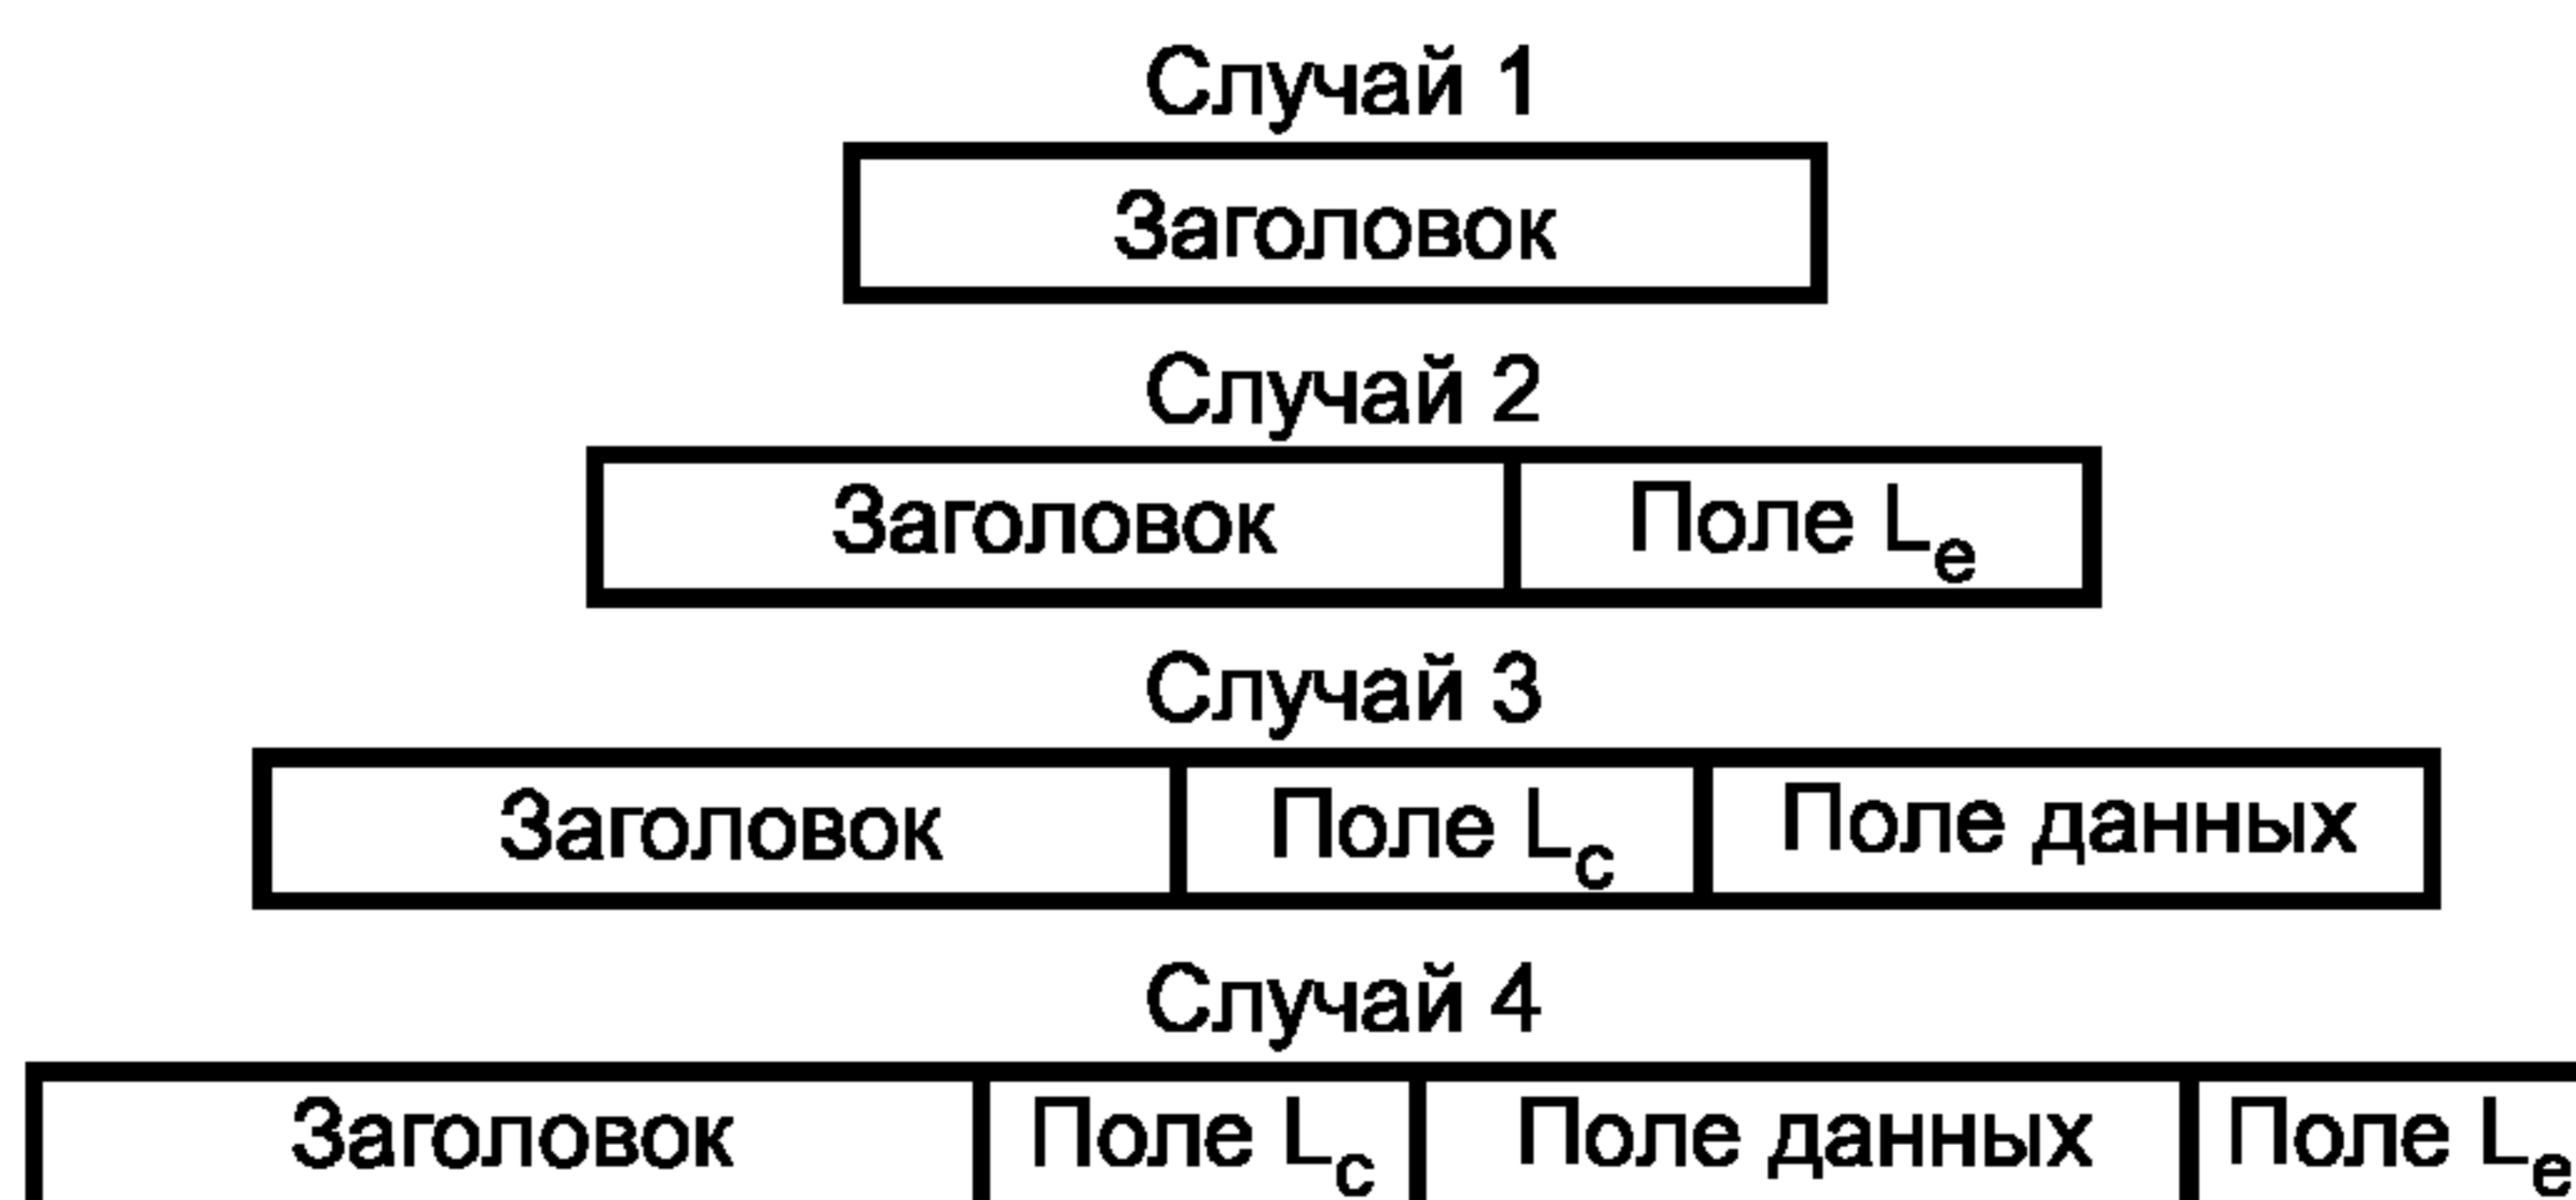 Случай 1
Заголовок
Случай 2
Заголовок Поле Le
Случай 3
Заголовок Поле Lc Поле данных
Случай 4
Заголовок Поле Lc Поле данных Поле Le